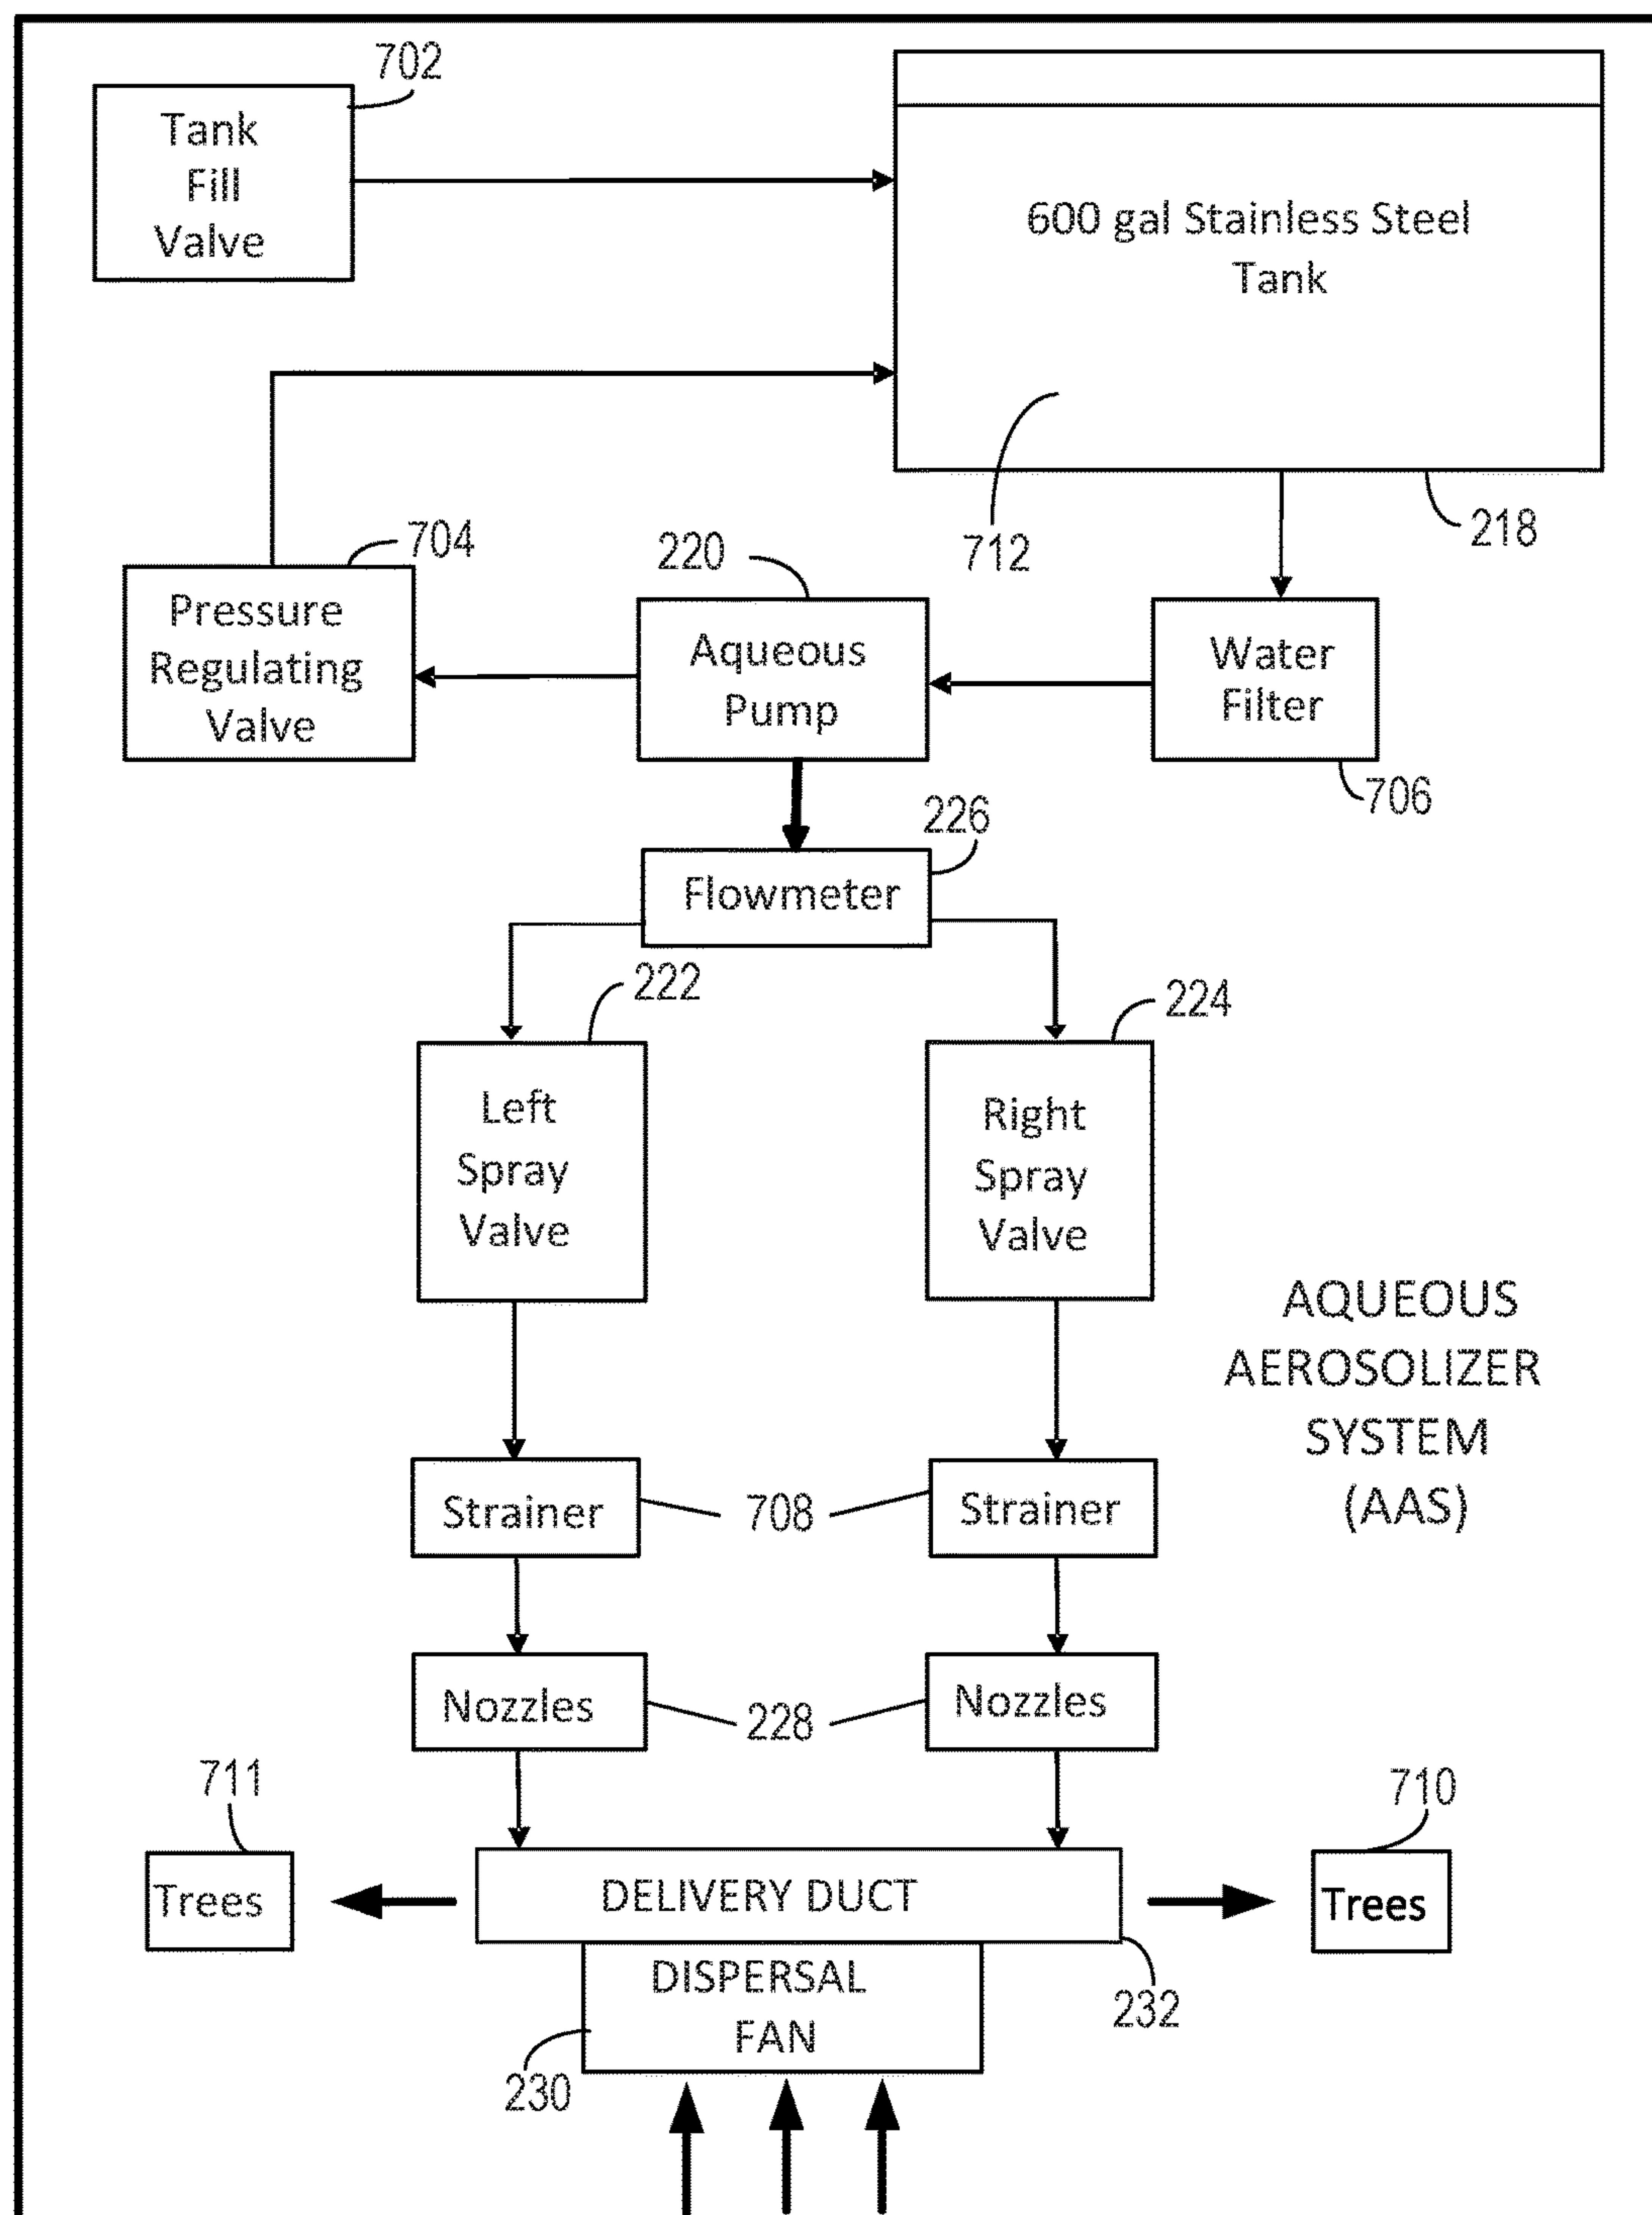 702
Tank
Fill
Valve
600 gal Stainless Steel
Tank
712
218
704
Pressure
Regulating
Valve
220
Aqueous
Pump
Water
Filter
706
226
Flowmeter
222
Left
Spray
Valve
224
Right
Spray
Valve
AQUEOUS
AEROSOLIZER
SYSTEM
(AAS)
Strainer
708
Strainer
Nozzles
228
Nozzles
711
Trees
710
Trees
DELIVERY DUCT
232
DISPERSAL
FAN
230